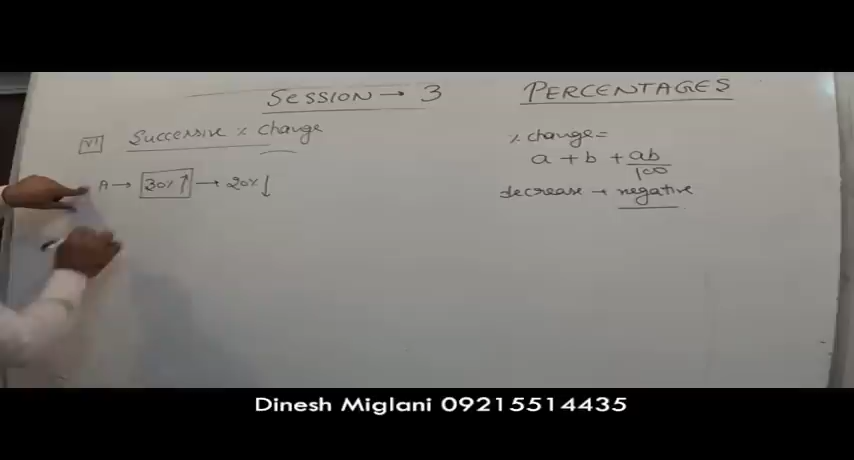 SESSION → 3
PERCENTAGES
VI Successive % Change
A → 30% ↑ → 20% ↓
% change =
a + b + ab/100
decrease → negative
Dinesh Miglani 09215514435